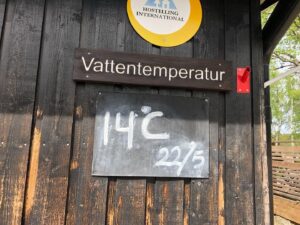 HOSTELLING
INTERNATIONAL
Vattentemperatur
14°C
22/5